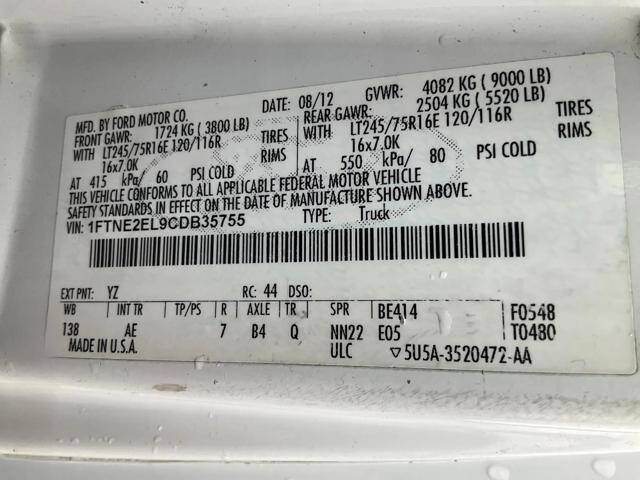 MFD. BY FORD MOTOR CO.
DATE: 08/12 GVWR: 4082 KG ( 9000 LB)
FRONT GAWR: 1724 KG ( 3800 LB) REAR GAWR: 2504 KG ( 5520 LB)
WITH LT245/75R16E 120/116R TIRES WITH LT245/75R16E 120/116R TIRES
16x7.0K RIMS 16x7.0K RIMS
AT 415 kPa/ 60 PSI COLD AT 550 kPa/ 80 PSI COLD
THIS VEHICLE CONFORMS TO ALL APPLICABLE FEDERAL MOTOR VEHICLE
SAFETY STANDARDS IN EFFECT ON THE DATE OF MANUFACTURE SHOWN ABOVE.
VIN: 1FTNE2EL9CDB35755 TYPE: Truck
EXT PNT: YZ RC: 44 DSO:
WB INT TR TP/PS R AXLE TR SPR BE414 F0548
138 AE 7 B4 Q NN22 E05 T0480
MADE IN U.S.A. ULC ▽5U5A-3520472-AA